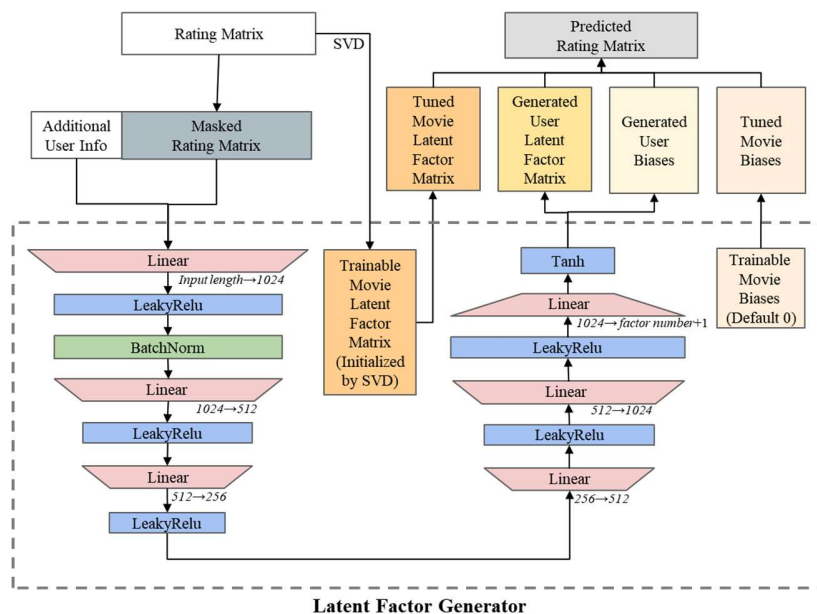 Rating Matrix
SVD
Predicted
Rating Matrix
Additional
User Info
Masked
Rating Matrix
Tuned
Movie
Latent
Factor
Matrix
Generated
User
Latent
Factor
Matrix
Generated
User
Biases
Tuned
Movie
Biases
Linear
Input length→1024
LeakyRelu
BatchNorm
Linear
1024→512
LeakyRelu
Linear
512→256
LeakyRelu
Trainable
Movie
Latent
Factor
Matrix
(Initialized
by SVD)
Tanh
Linear
1024→factor number+1
LeakyRelu
Linear
512→1024
LeakyRelu
Linear
256→512
Trainable
Movie
Biases
(Default 0)
Latent Factor Generator